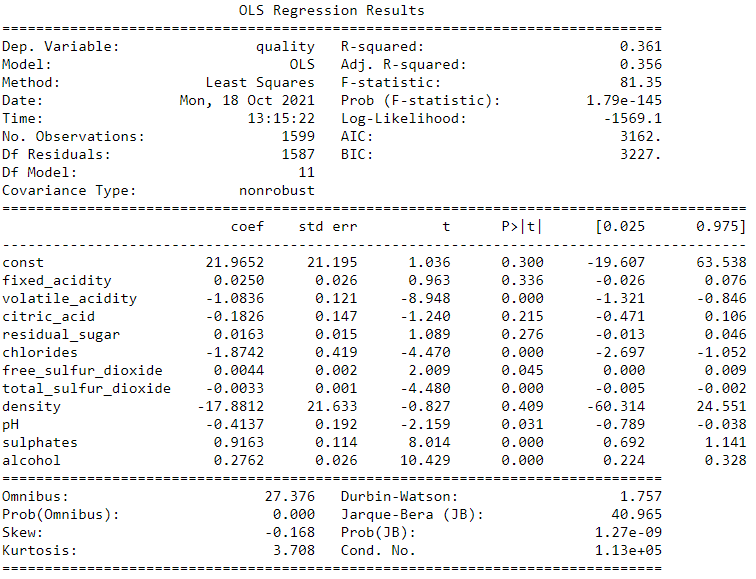 OLS Regression Results
==============================================================================
Dep. Variable:                quality   R-squared:                       0.361
Model:                            OLS   Adj. R-squared:                  0.356
Method:                 Least Squares   F-statistic:                     81.35
Date:                Mon, 18 Oct 2021   Prob (F-statistic):          1.79e-145
Time:                        13:15:22   Log-Likelihood:                -1569.1
No. Observations:                1599   AIC:                             3162.
Df Residuals:                    1587   BIC:                             3227.
Df Model:                          11
Covariance Type:            nonrobust
========================================================================================
                           coef    std err          t      P>|t|      [0.025      0.975]
----------------------------------------------------------------------------------------
const                   21.9652     21.195      1.036      0.300     -19.607      63.538
fixed_acidity            0.0250      0.026      0.963      0.336      -0.026       0.076
volatile_acidity        -1.0836      0.121     -8.948      0.000      -1.321      -0.846
citric_acid             -0.1826      0.147     -1.240      0.215      -0.471       0.106
residual_sugar           0.0163      0.015      1.089      0.276      -0.013       0.046
chlorides               -1.8742      0.419     -4.470      0.000      -2.697      -1.052
free_sulfur_dioxide      0.0044      0.002      2.009      0.045       0.000       0.009
total_sulfur_dioxide    -0.0033      0.001     -4.480      0.000      -0.005      -0.002
density                -17.8812     21.633     -0.827      0.409     -60.314      24.551
pH                      -0.4137      0.192     -2.159      0.031      -0.789      -0.038
sulphates                0.9163      0.114      8.014      0.000       0.692       1.141
alcohol                  0.2762      0.026     10.429      0.000       0.224       0.328
==============================================================================
Omnibus:                       27.376   Durbin-Watson:                   1.757
Prob(Omnibus):                  0.000   Jarque-Bera (JB):               40.965
Skew:                          -0.168   Prob(JB):                     1.27e-09
Kurtosis:                       3.708   Cond. No.                     1.13e+05
==============================================================================